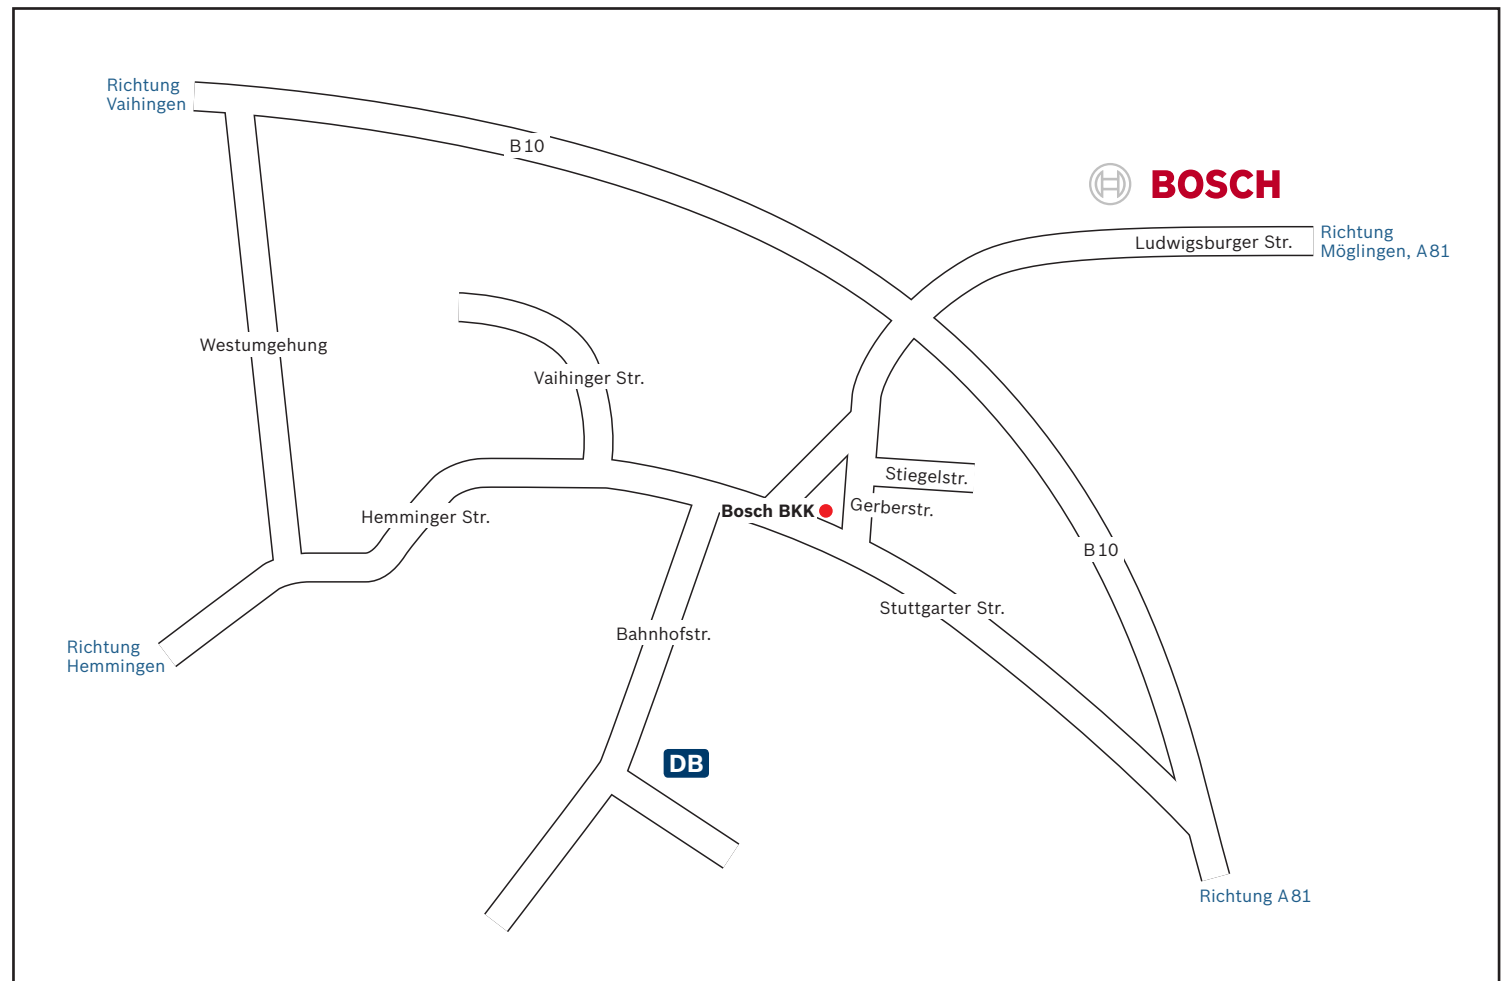 Richtung
Vaihingen
B10
BOSCH
Ludwigsburger Str.
Richtung
Möglingen, A81
Westumgehung
Vaihinger Str.
Stiegelstr.
Gerberstr.
Bosch BKK
Hemminger Str.
B10
Stuttgarter Str.
Bahnhofstr.
Richtung
Hemmingen
DB
Richtung A81